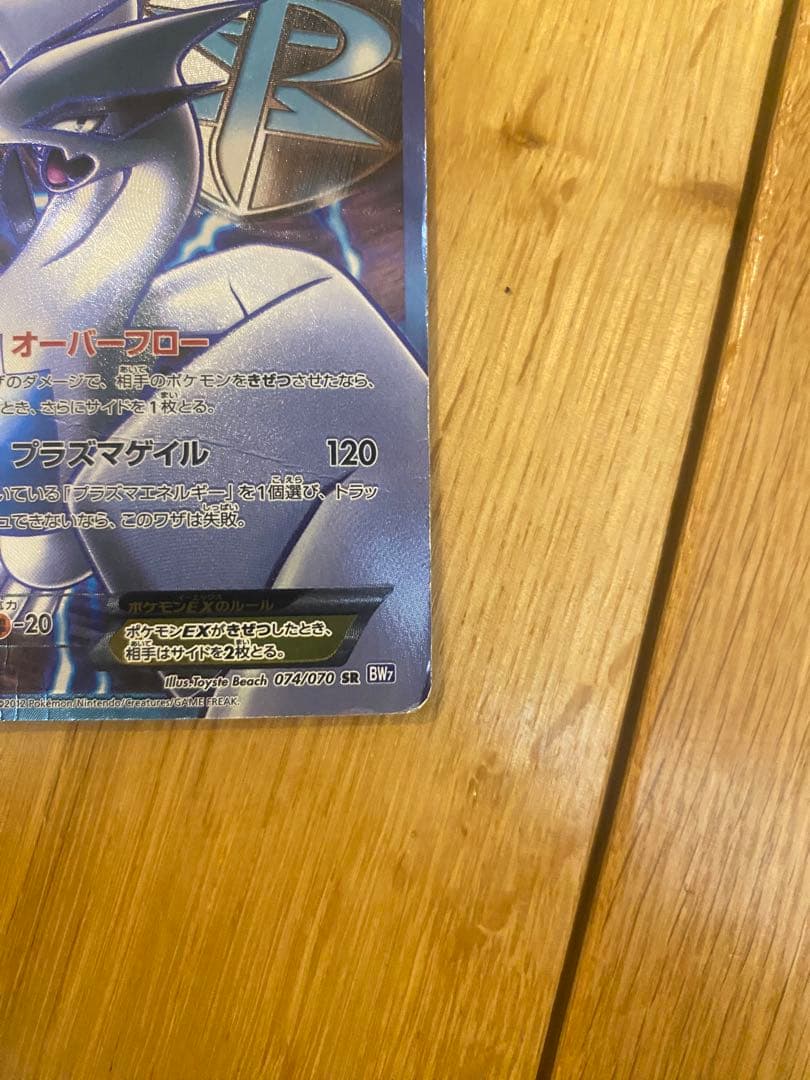 オーバーフロー
のダメージで、相手のポケモンをきぜつさせたなら、
とき、さらにサイドを1枚とる。
プラズマゲイル 120
いている「プラズマエネルギー」を1個選び、トラッ
ュできないなら、このワザは失敗。
-20
ポケモンEXのルール
ポケモンEXがきぜつしたとき、
相手はサイドを2枚とる。
Illus.Toyste Beach 074/070 SR BW7
©2012 Pokémon/Nintendo/Creatures/GAME FREAK.